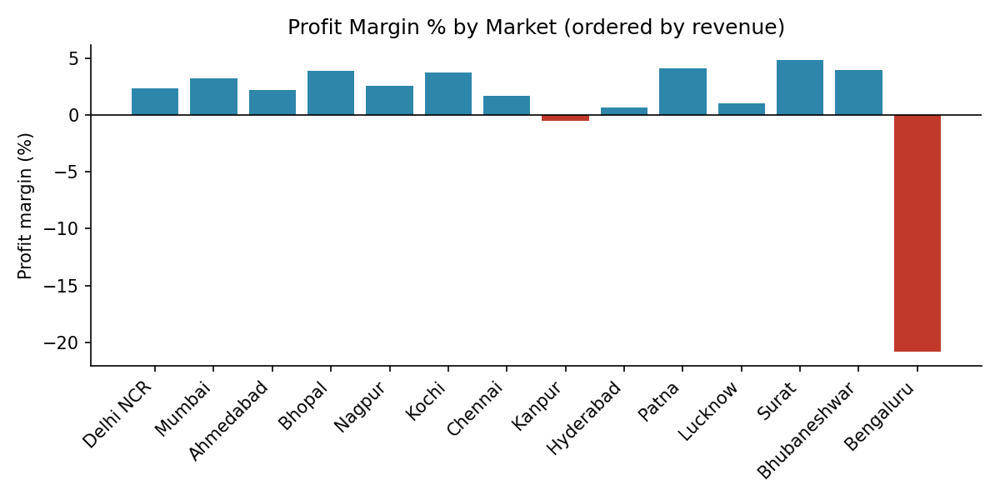 Profit Margin % by Market (ordered by revenue)
Profit margin (%)
5
0
−5
−10
−15
−20
Delhi NCR
Mumbai
Ahmedabad
Bhopal
Nagpur
Kochi
Chennai
Kanpur
Hyderabad
Patna
Lucknow
Surat
Bhubaneshwar
Bengaluru